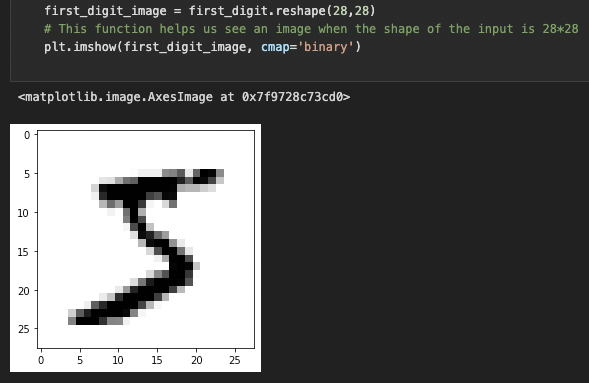 first_digit_image = first_digit.reshape(28,28)
# This function helps us see an image when the shape of the input is 28*28
plt.imshow(first_digit_image, cmap='binary')
<matplotlib.image.AxesImage at 0x7f9728c73cd0>
0
5
10
15
20
25
0 5 10 15 20 25
5